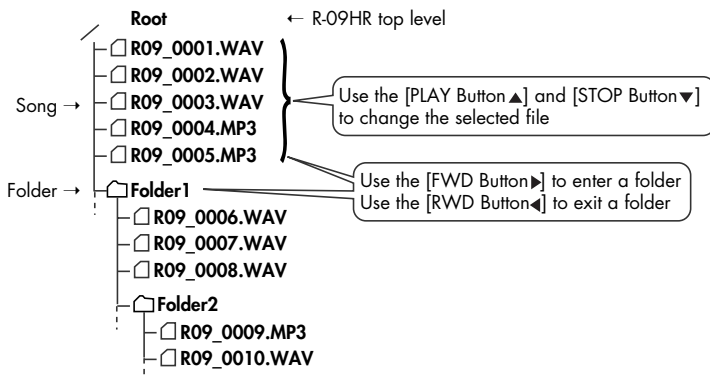 Root ← R-09HR top level
R09_0001.WAV
R09_0002.WAV
Song → R09_0003.WAV
R09_0004.MP3
R09_0005.MP3
Use the [PLAY Button▲] and [STOP Button▼]
to change the selected file
Folder → Folder1
Use the [FWD Button▶] to enter a folder
Use the [RWD Button◀] to exit a folder
R09_0006.WAV
R09_0007.WAV
R09_0008.WAV
Folder2
R09_0009.MP3
R09_0010.WAV